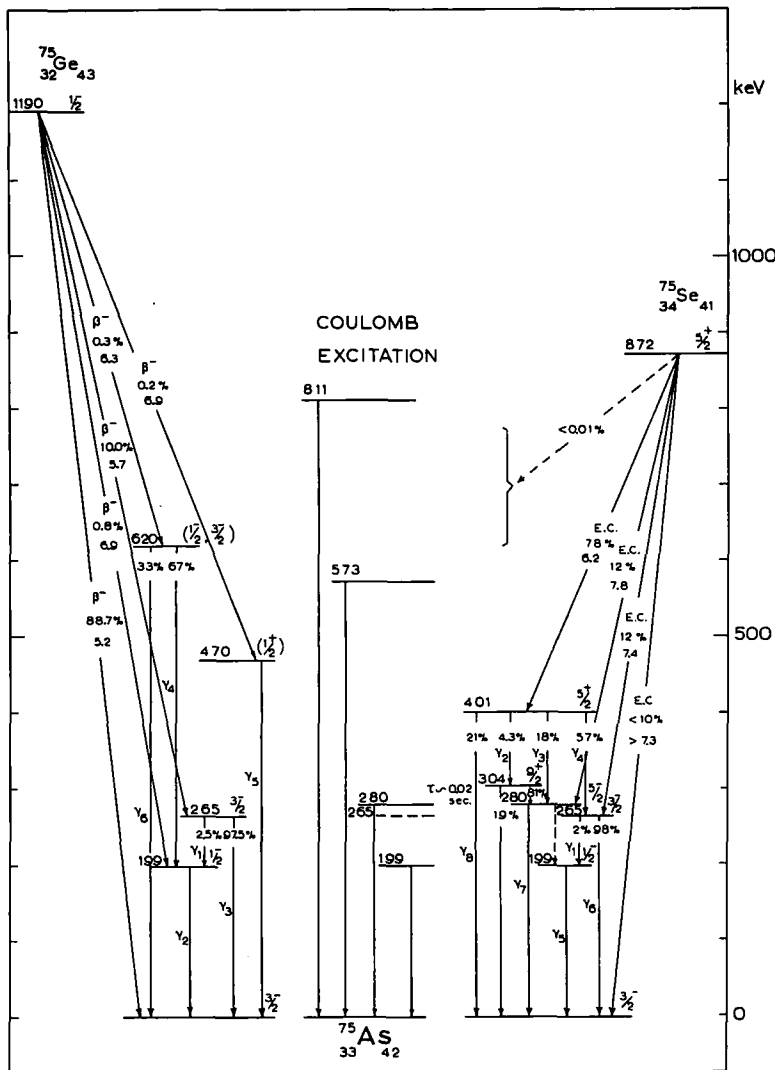 75
32 Ge 43
1190 1/2-
keV
1000
75
34 Se 41
872 5/2+
COULOMB
EXCITATION
β-
0.3%
6.3
β-
0.2%
6.9
811
<0.01%
β-
10.0%
5.7
β-
0.8%
6.9
620 (1/2-, 3/2-)
33% 67%
573
E.C.
78%
6.2
E.C.
12%
7.8
β-
88.7%
5.2
E.C.
12%
7.4
500
470 (1/2+)
γ4
γ5
401 5/2+
21% 4.3% 18% 57%
E.C
<10%
>7.3
γ2 γ3 γ4
304 9/2+
τ~0.02
sec.
81%
280
265
280
19%
265
5/2- 3/2-
2% 98%
265 3/2-
2.5% 97.5%
γ6
γ1 1/2-
199
199
199
γ1 1/2-
γ8
γ7
γ6
γ3
γ2
γ5
3/2-
3/2-
0
75
33 As 42